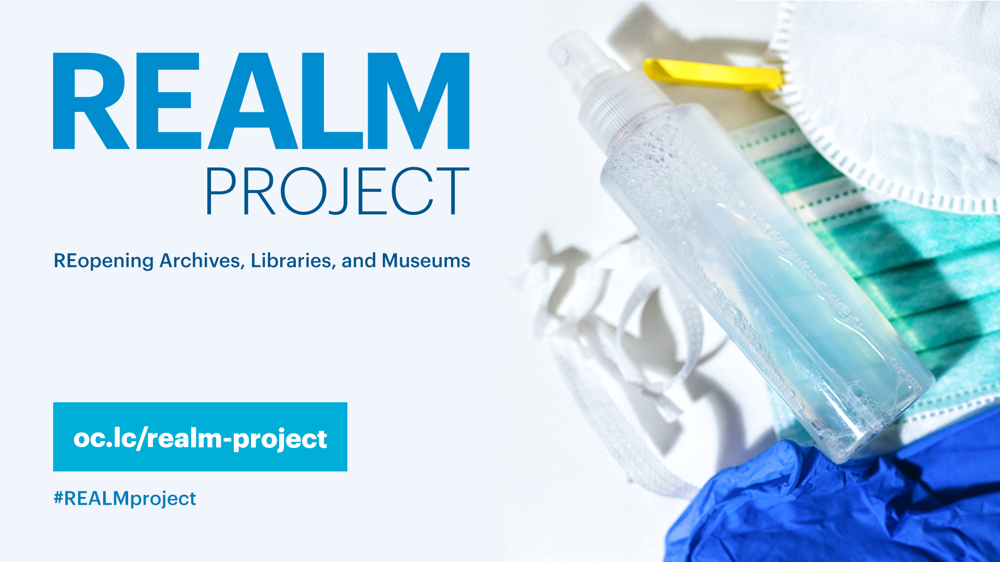 REALM
PROJECT
REopening Archives, Libraries, and Museums
oc.lc/realm-project
#REALMproject